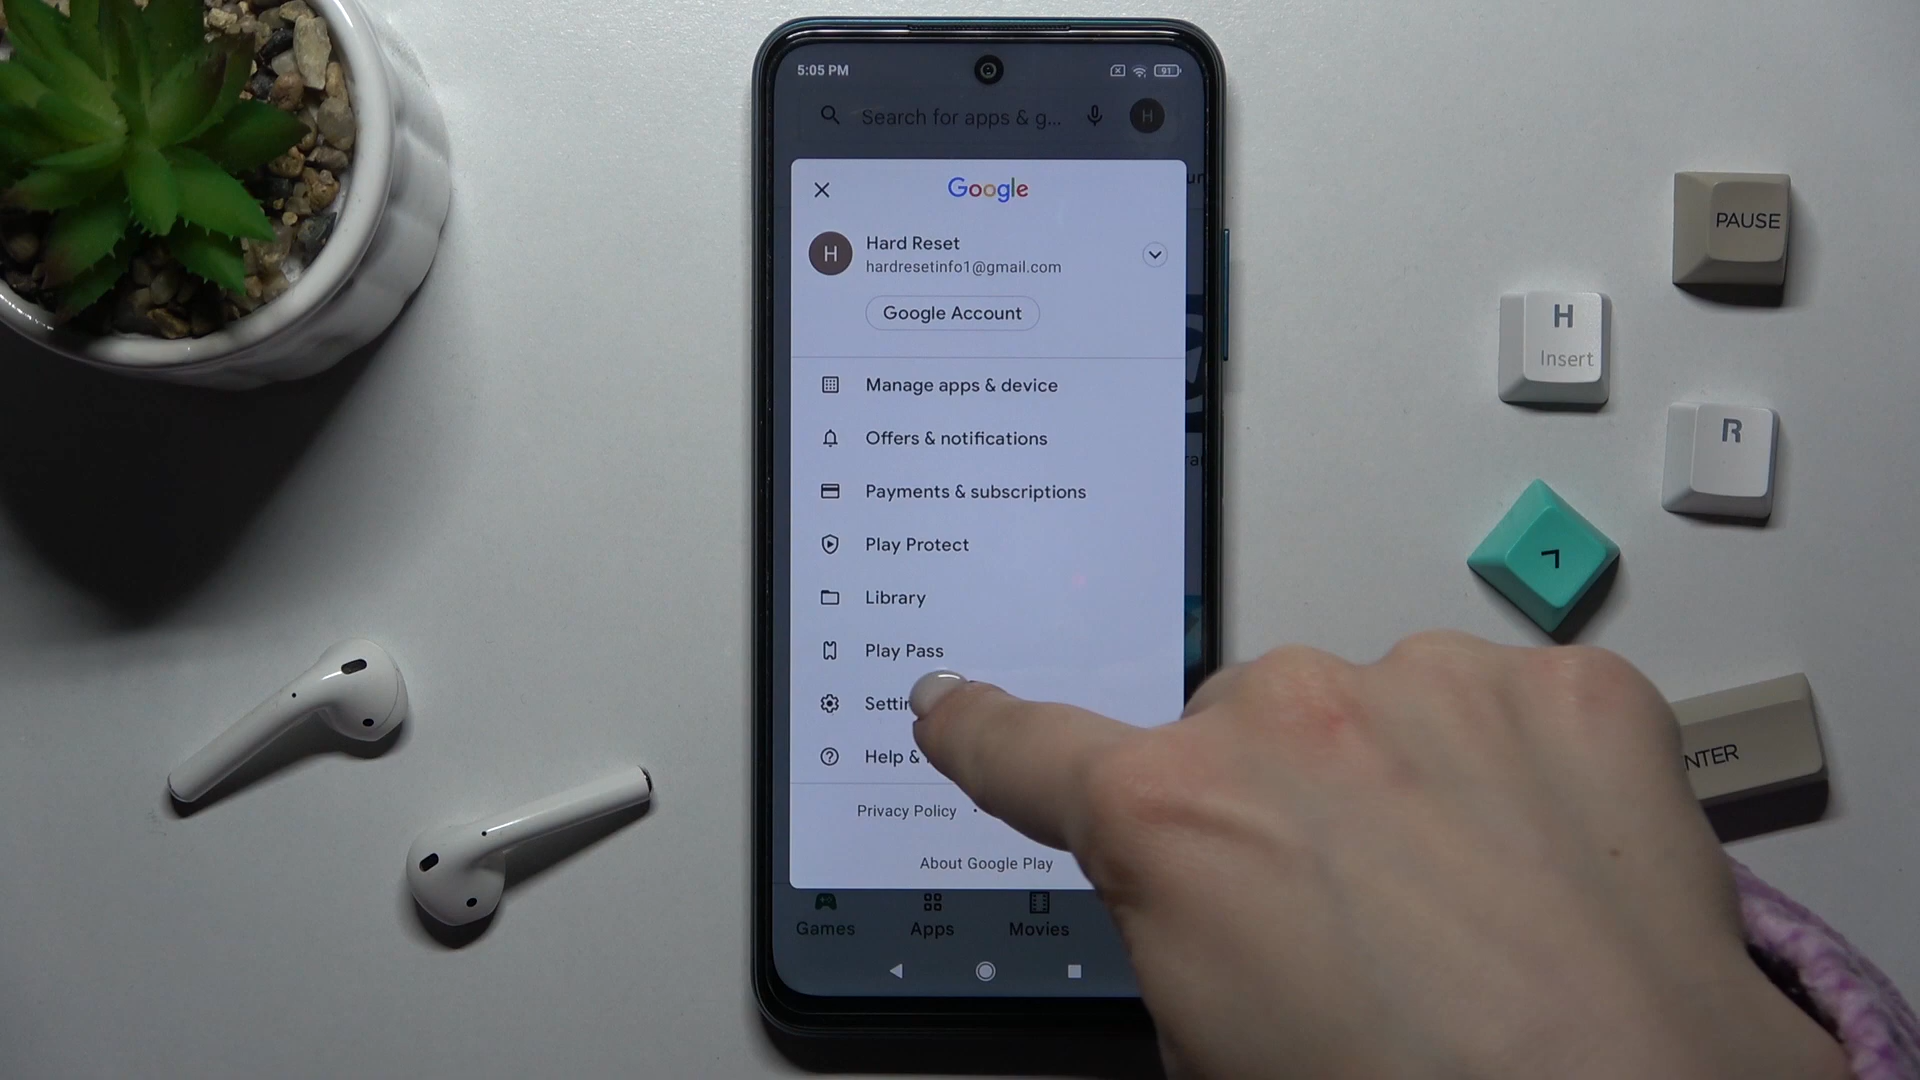 5:05 PM
91
Search for apps & g...
H
Google
Hard Reset
H
hardresetinfo1@gmail.com
Google Account
Manage apps & device
Offers & notifications
Payments & subscriptions
Play Protect
Library
Play Pass
Help &
Privacy Policy •
About Google Play
Games
Apps
Movies
PAUSE
H
Insert
R